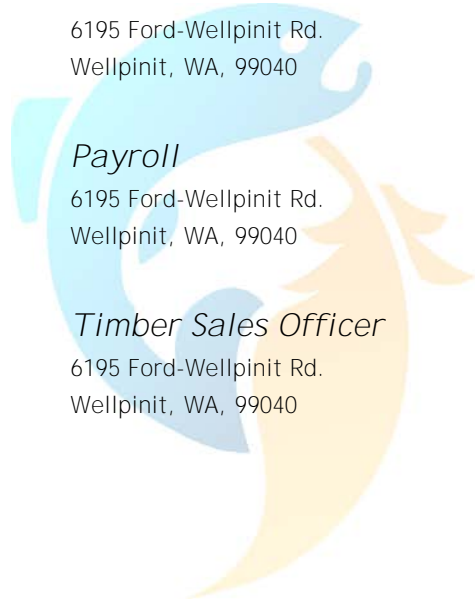 6195 Ford-Wellpinit Rd.
Wellpinit, WA, 99040
Payroll
6195 Ford-Wellpinit Rd.
Wellpinit, WA, 99040
Timber Sales Officer
6195 Ford-Wellpinit Rd.
Wellpinit, WA, 99040